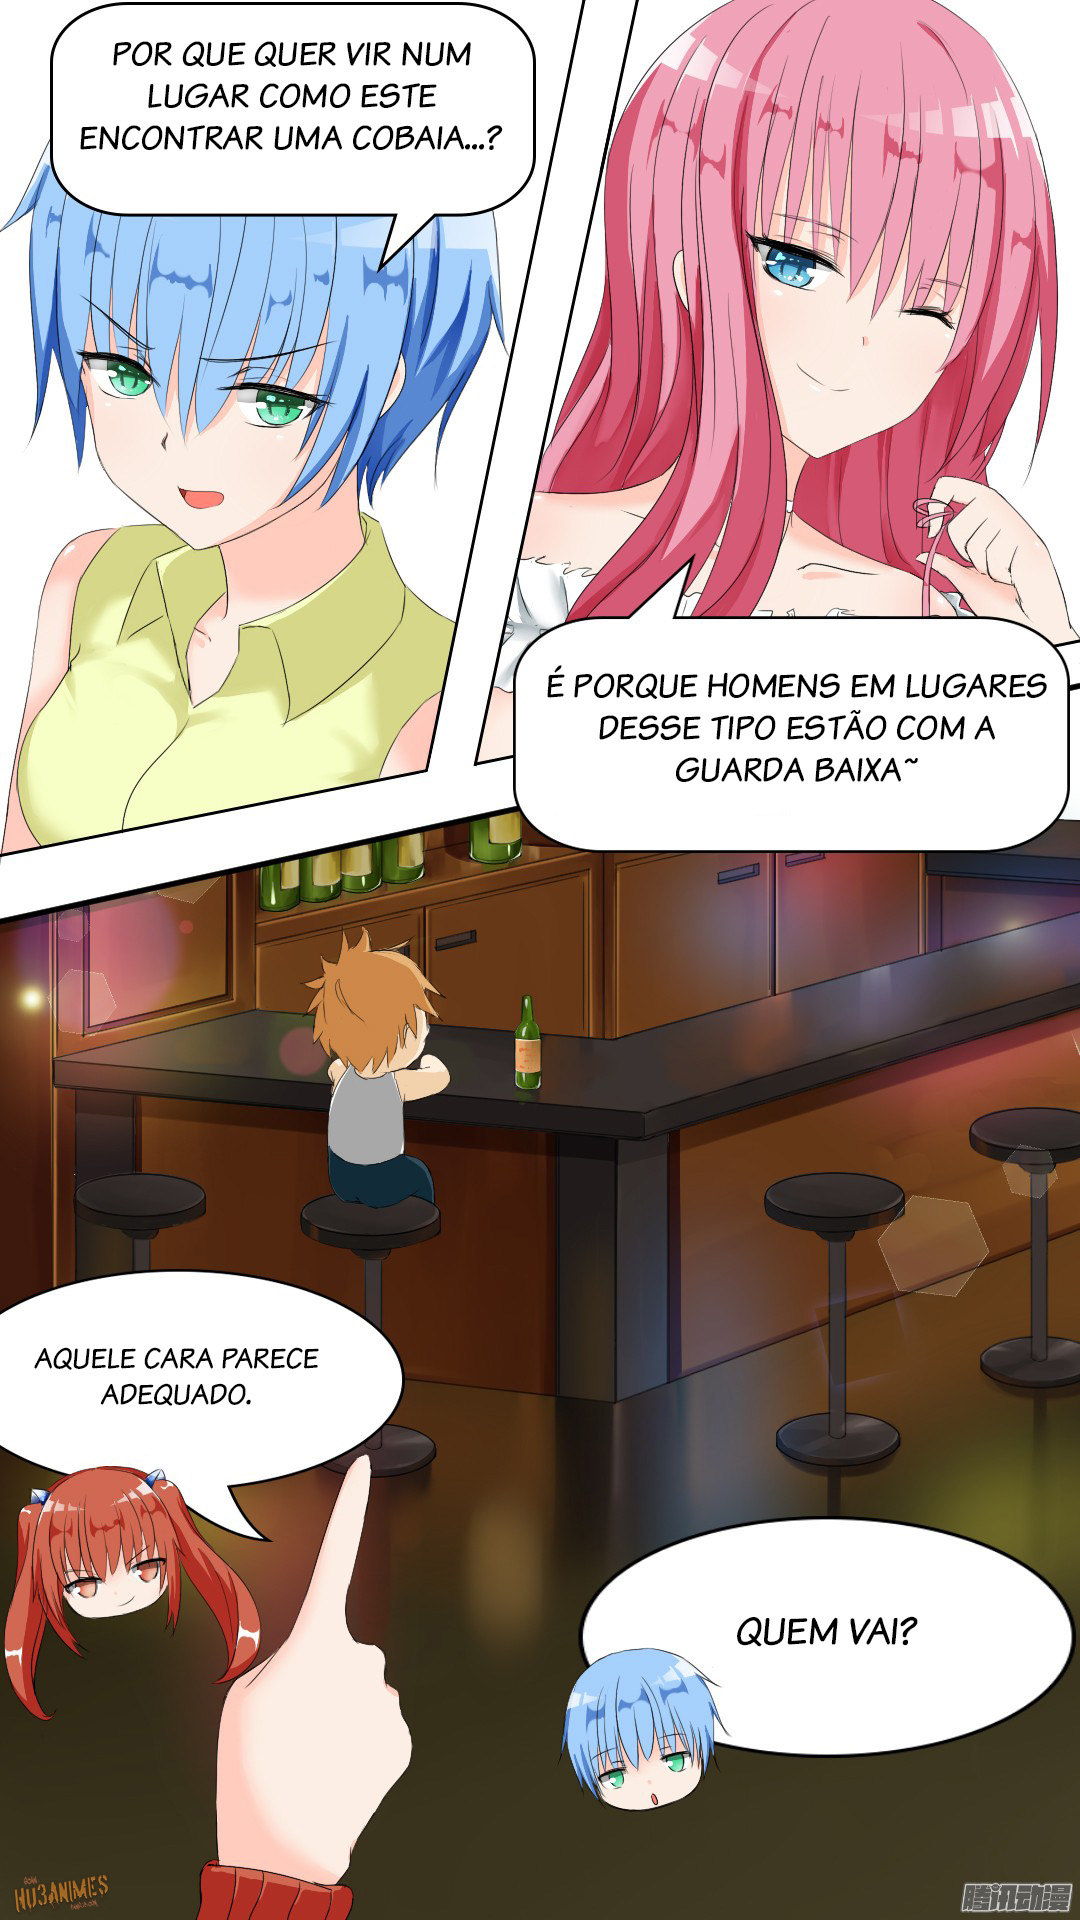 POR QUE QUER VIR NUM
LUGAR COMO ESTE
ENCONTRAR UMA COBAIA...?
É PORQUE HOMENS EM LUGARES
DESSE TIPO ESTÃO COM A
GUARDA BAIXA~
AQUELE CARA PARECE
ADEQUADO.
QUEM VAI?
HU3ANIMES
腾讯动漫